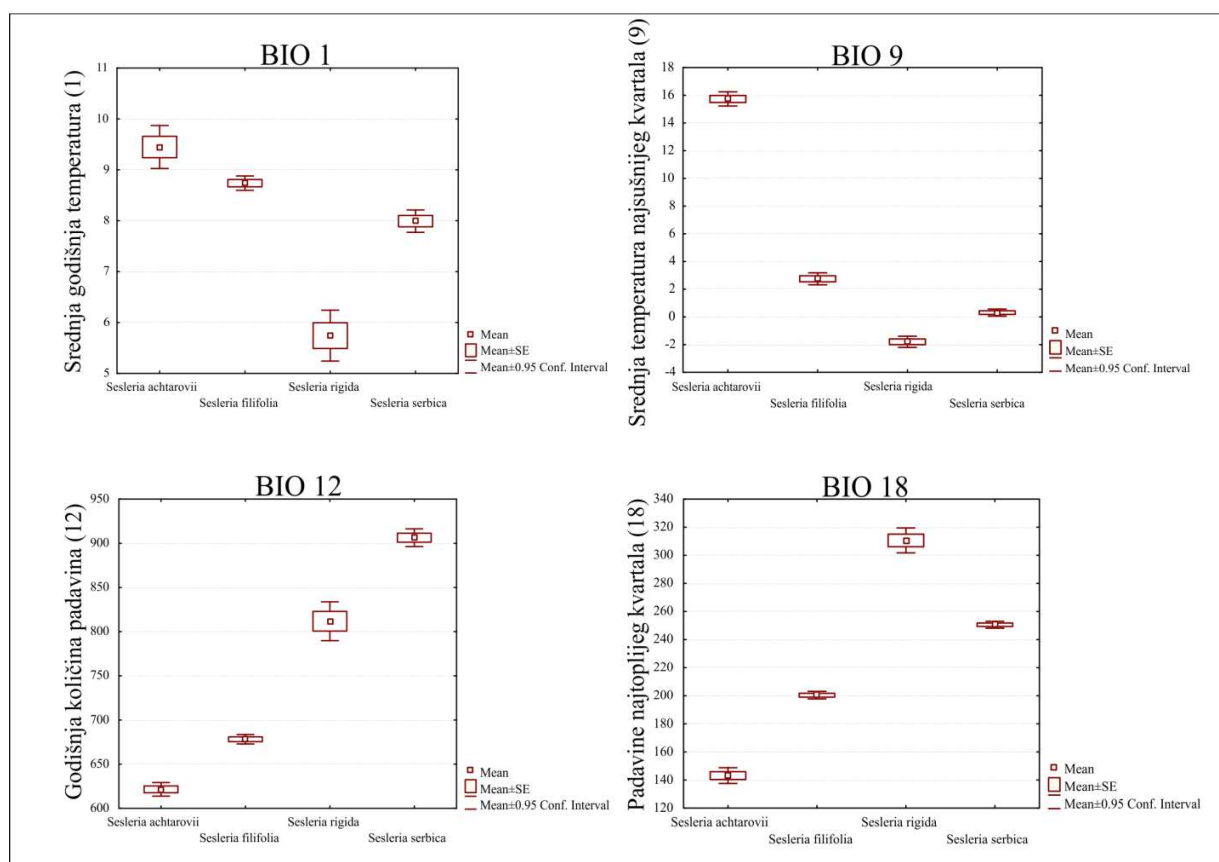 BIO 1
Srednja godišnja temperatura (1)
11
10
9
8
7
6
5
Sesleria achtarovii
Sesleria filifolia
Sesleria rigida
Sesleria serbica
Mean
Mean±SE
Mean±0.95 Conf. Interval
BIO 9
Srednja temperatura najsušnijeg kvartala (9)
18
16
14
12
10
8
6
4
2
0
-2
-4
Sesleria achtarovii
Sesleria filifolia
Sesleria rigida
Sesleria serbica
Mean
Mean±SE
Mean±0.95 Conf. Interval
BIO 12
Godišnja količina padavina (12)
950
900
850
800
750
700
650
600
Sesleria achtarovii
Sesleria filifolia
Sesleria rigida
Sesleria serbica
Mean
Mean±SE
Mean±0.95 Conf. Interval
BIO 18
Padavine najtoplijeg kvartala (18)
340
320
300
280
260
240
220
200
180
160
140
120
Sesleria achtarovii
Sesleria filifolia
Sesleria rigida
Sesleria serbica
Mean
Mean±SE
Mean±0.95 Conf. Interval